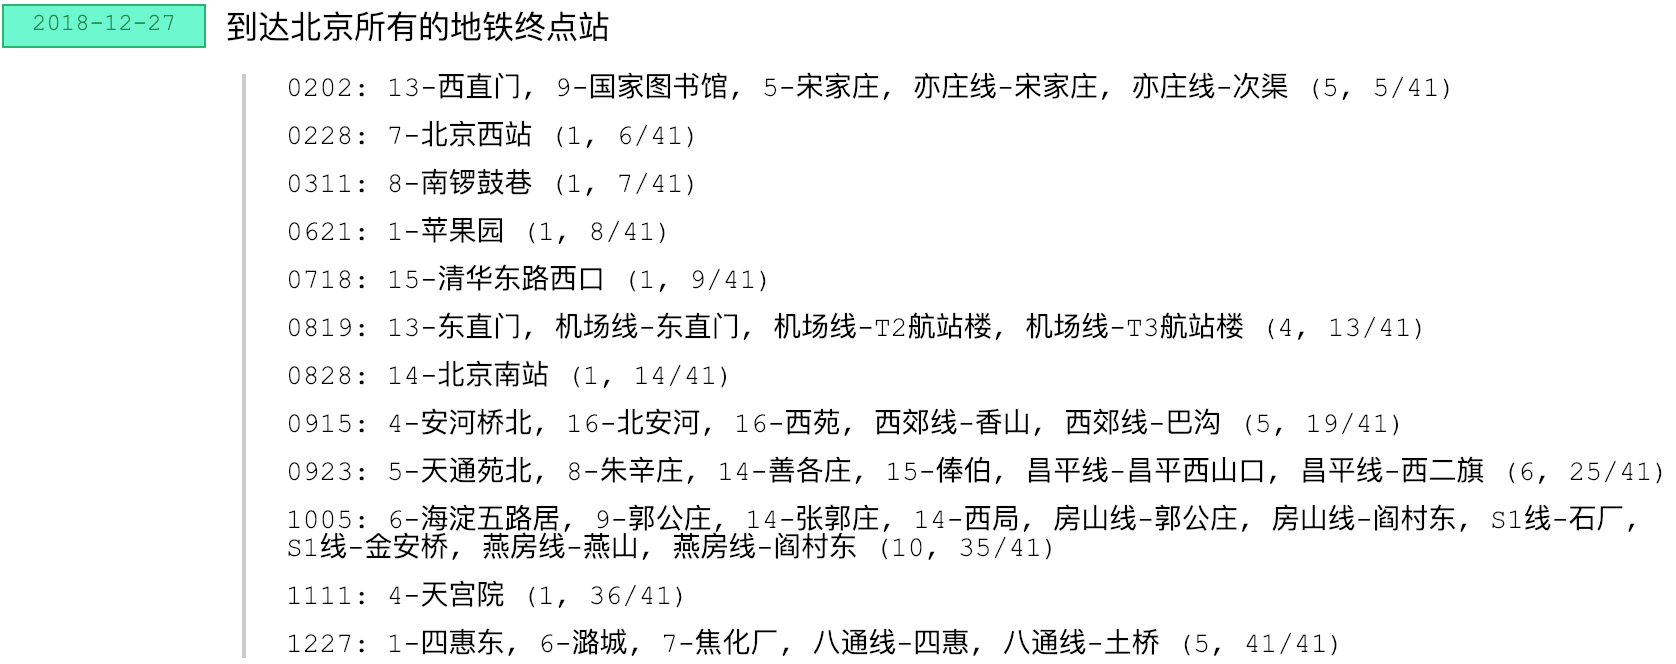 2018-12-27 到达北京所有的地铁终点站
0202: 13-西直门, 9-国家图书馆, 5-宋家庄, 亦庄线-宋家庄, 亦庄线-次渠 (5, 5/41)
0228: 7-北京西站 (1, 6/41)
0311: 8-南锣鼓巷 (1, 7/41)
0621: 1-苹果园 (1, 8/41)
0718: 15-清华东路西口 (1, 9/41)
0819: 13-东直门, 机场线-东直门, 机场线-T2航站楼, 机场线-T3航站楼 (4, 13/41)
0828: 14-北京南站 (1, 14/41)
0915: 4-安河桥北, 16-北安河, 16-西苑, 西郊线-香山, 西郊线-巴沟 (5, 19/41)
0923: 5-天通苑北, 8-朱辛庄, 14-善各庄, 15-俸伯, 昌平线-昌平西山口, 昌平线-西二旗 (6, 25/41)
1005: 6-海淀五路居, 9-郭公庄, 14-张郭庄, 14-西局, 房山线-郭公庄, 房山线-阎村东, S1线-石厂,
S1线-金安桥, 燕房线-燕山, 燕房线-阎村东 (10, 35/41)
1111: 4-天宫院 (1, 36/41)
1227: 1-四惠东, 6-潞城, 7-焦化厂, 八通线-四惠, 八通线-土桥 (5, 41/41)